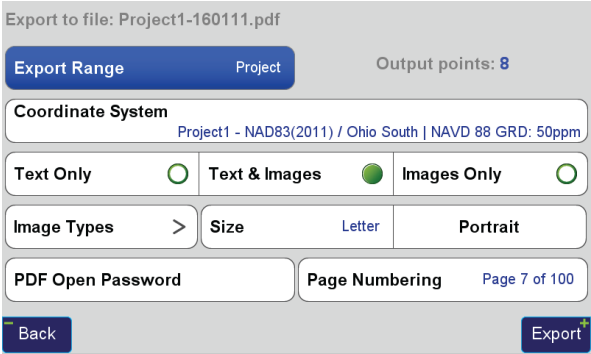 Export to file: Project1-160111.pdf
Export Range Project Output points: 8
Coordinate System
Project1 - NAD83(2011) / Ohio South | NAVD 88 GRD: 50ppm
Text Only Text & Images Images Only
Image Types > Size Letter Portrait
PDF Open Password Page Numbering Page 7 of 100
- Back Export +